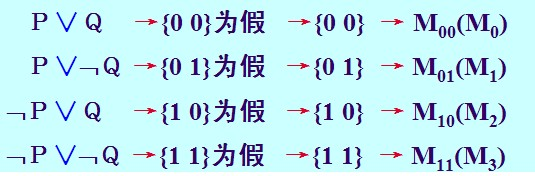 P∨Q →{0 0}为假 →{0 0} → M₀₀(M₀)
P∨¬Q →{0 1}为假 →{0 1} → M₀₁(M₁)
¬P∨Q →{1 0}为假 →{1 0} → M₁₀(M₂)
¬P∨¬Q →{1 1}为假 →{1 1} → M₁₁(M₃)